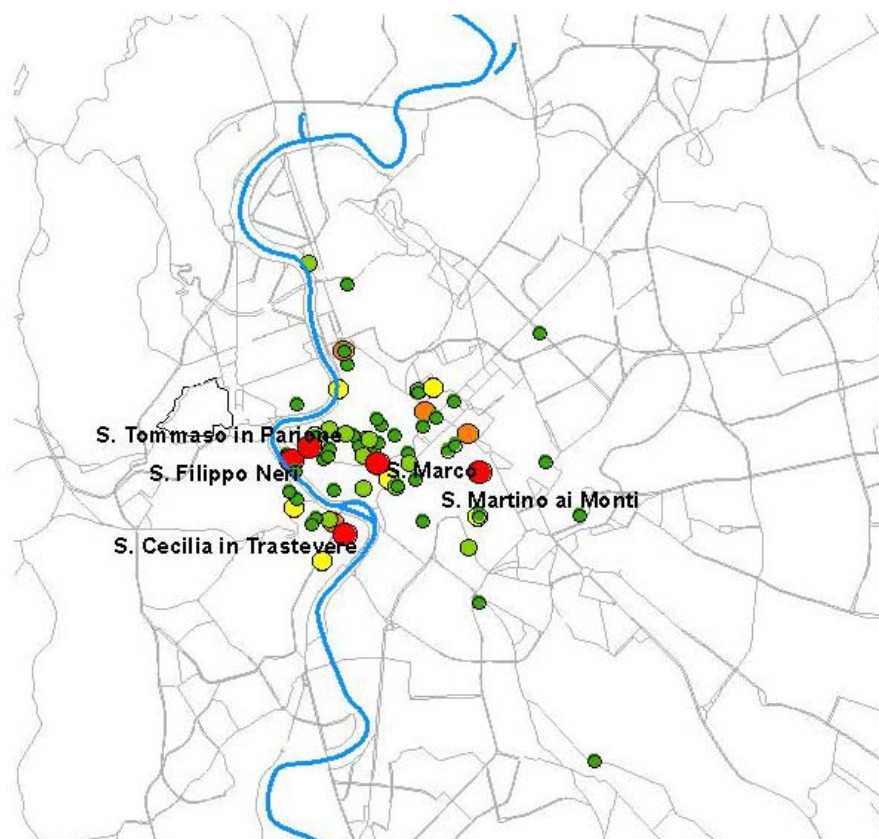 S. Tommaso in Parione
S. Filippo Neri
S. Marco
S. Martino ai Monti
S. Cecilia in Trastevere